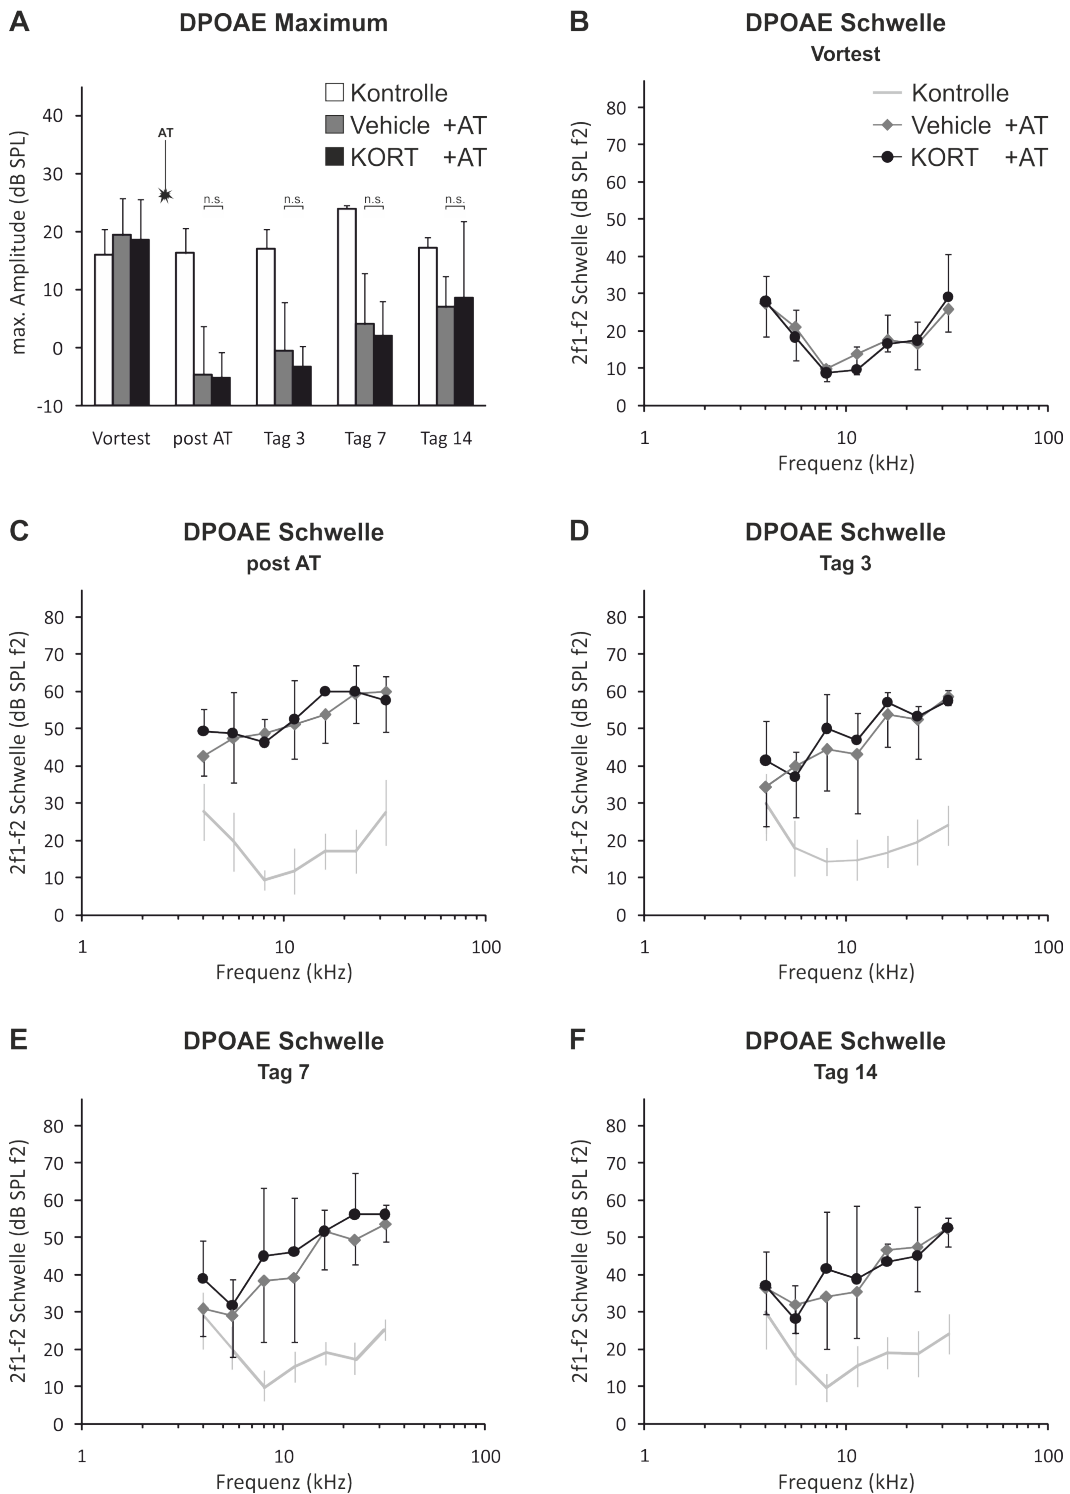 A DPOAE Maximum
Kontrolle
Vehicle +AT
KORT +AT
max. Amplitude (dB SPL)
40
30
20
10
0
-10
AT
n.s. n.s. n.s. n.s.
Vortest post AT Tag 3 Tag 7 Tag 14
B DPOAE Schwelle
Vortest
Kontrolle
Vehicle +AT
KORT +AT
2f1-f2 Schwelle (dB SPL f2)
80
70
60
50
40
30
20
10
0
1 10 100
Frequenz (kHz)
C DPOAE Schwelle
post AT
2f1-f2 Schwelle (dB SPL f2)
80
70
60
50
40
30
20
10
0
1 10 100
Frequenz (kHz)
D DPOAE Schwelle
Tag 3
2f1-f2 Schwelle (dB SPL f2)
80
70
60
50
40
30
20
10
0
1 10 100
Frequenz (kHz)
E DPOAE Schwelle
Tag 7
2f1-f2 Schwelle (dB SPL f2)
80
70
60
50
40
30
20
10
0
1 10 100
Frequenz (kHz)
F DPOAE Schwelle
Tag 14
2f1-f2 Schwelle (dB SPL f2)
80
70
60
50
40
30
20
10
0
1 10 100
Frequenz (kHz)